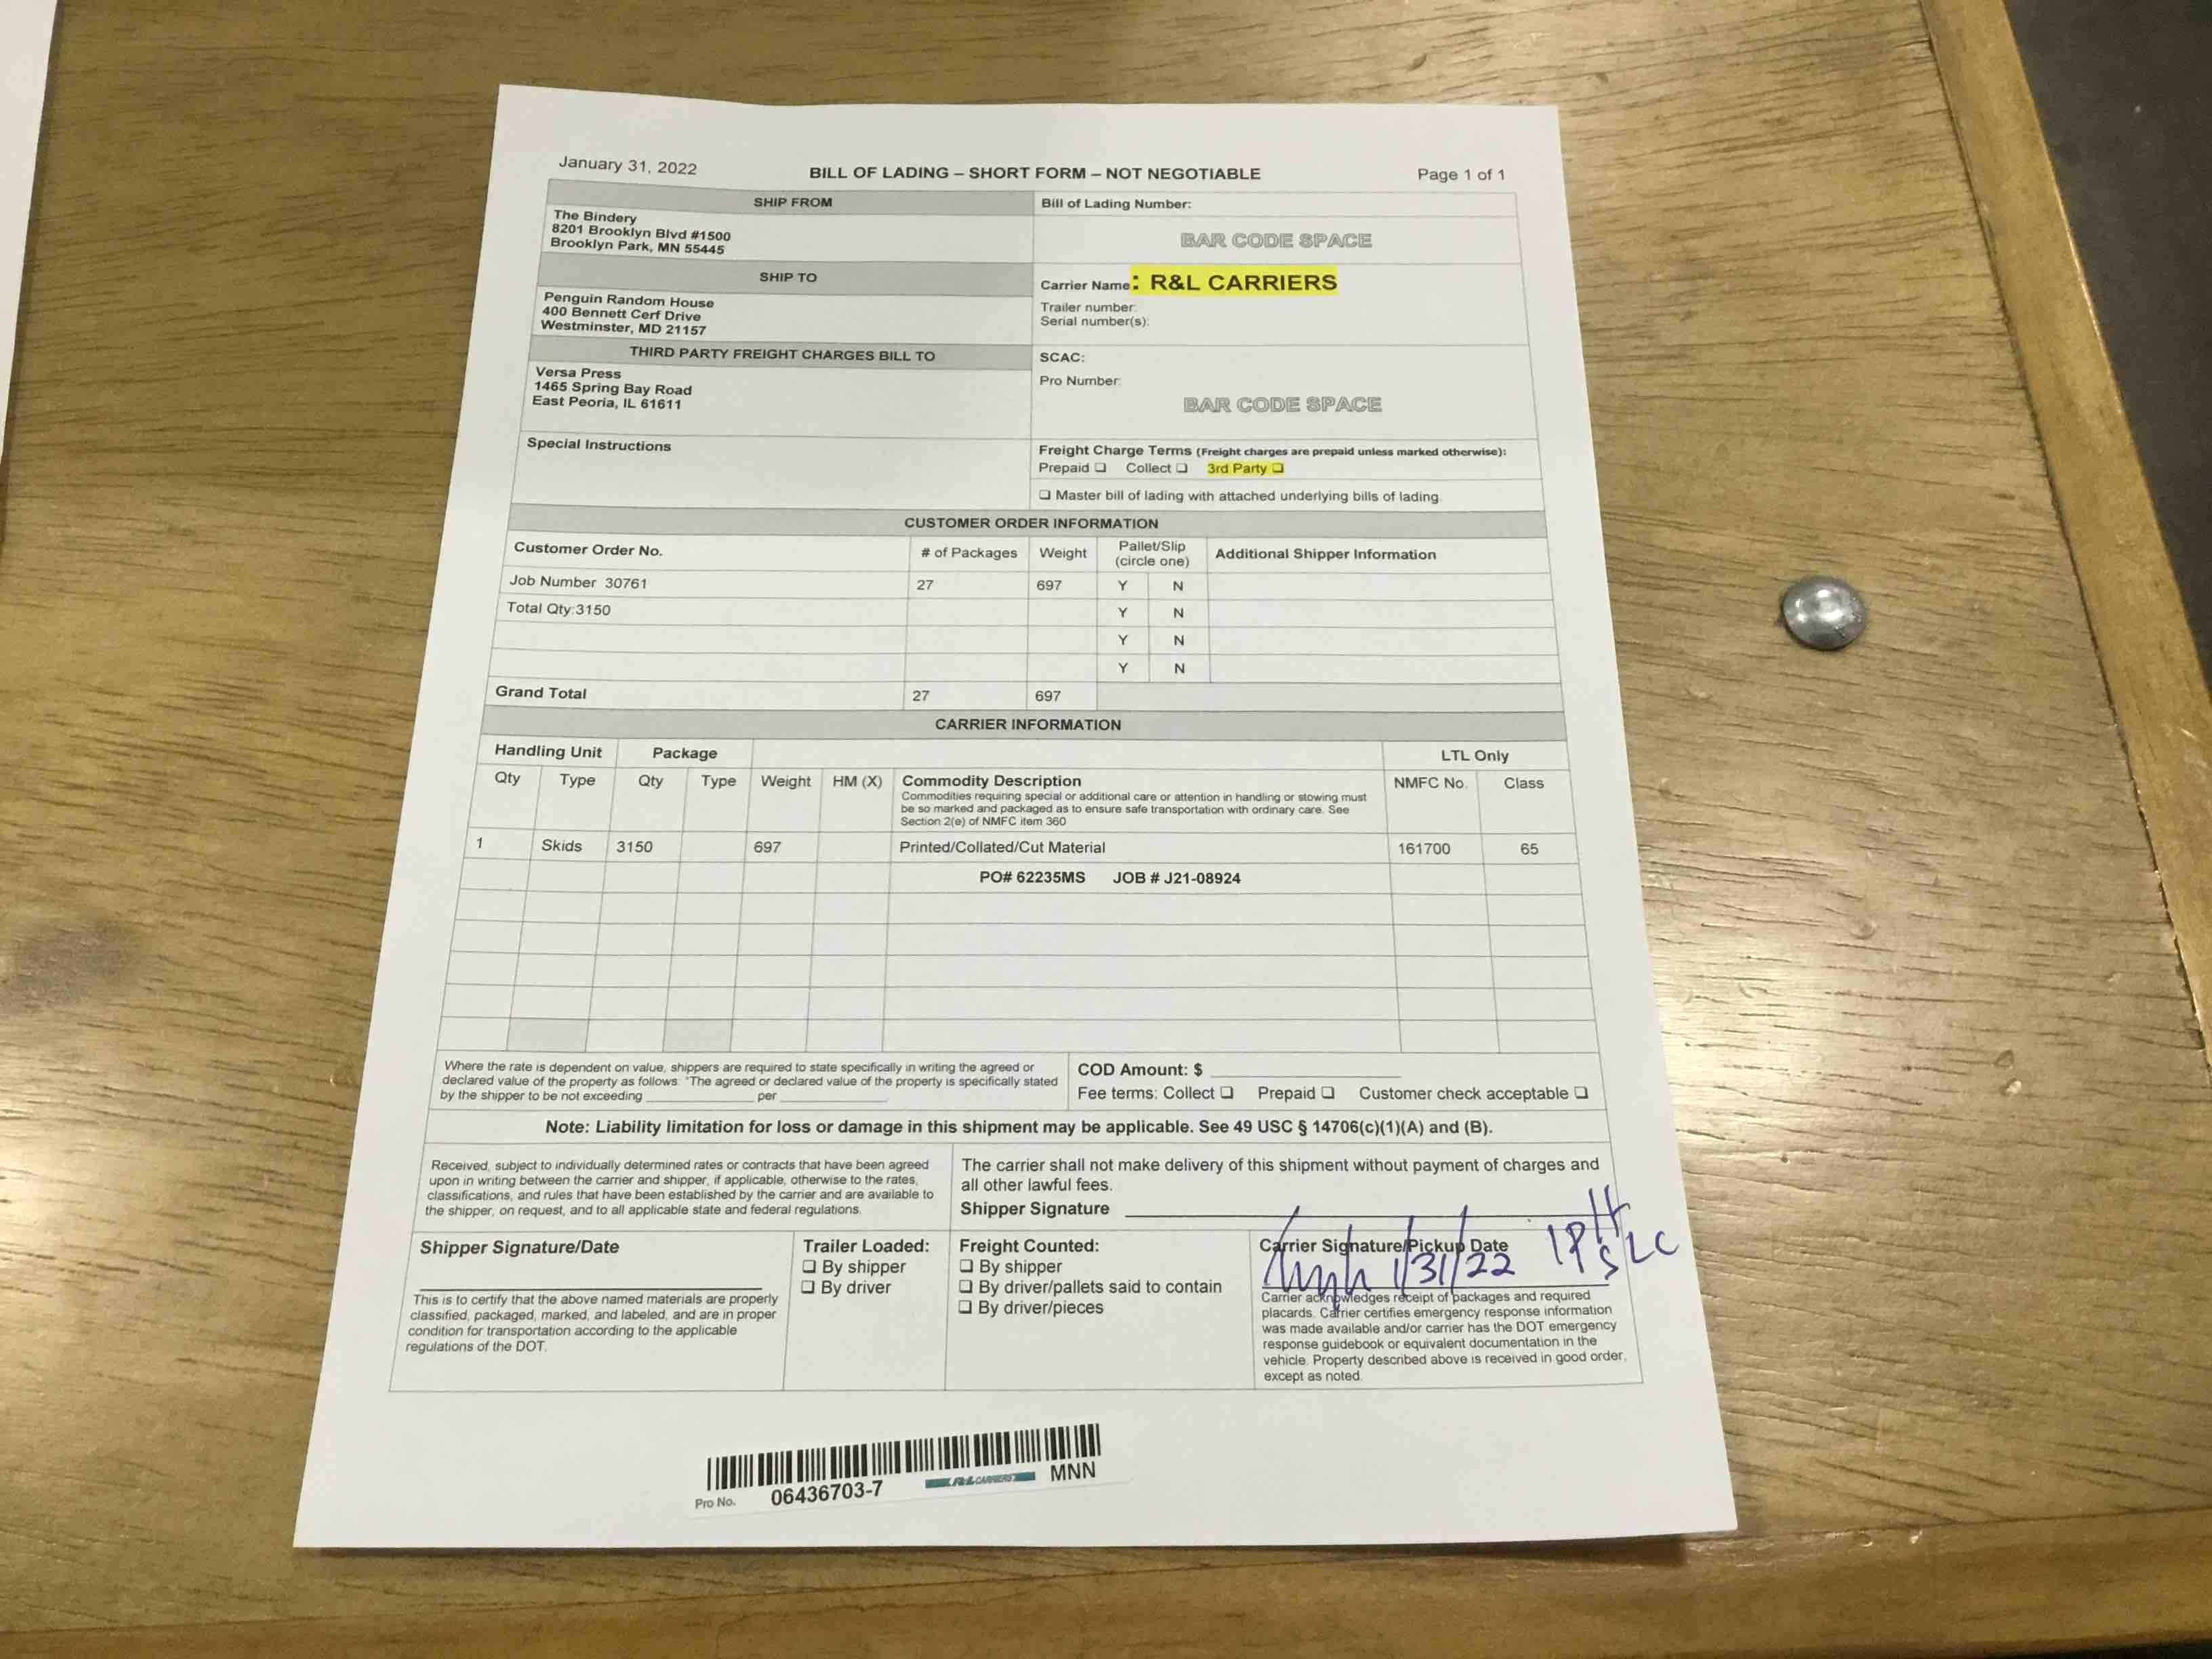 January 31, 2022
BILL OF LADING – SHORT FORM – NOT NEGOTIABLE
Page 1 of 1
SHIP FROM
The Bindery
8201 Brooklyn Blvd #1500
Brooklyn Park, MN 55445
Bill of Lading Number:
BAR CODE SPACE
SHIP TO
Penguin Random House
400 Bennett Cerf Drive
Westminster, MD 21157
Carrier Name: R&L CARRIERS
Trailer number:
Serial number(s):
THIRD PARTY FREIGHT CHARGES BILL TO
Versa Press
1465 Spring Bay Road
East Peoria, IL 61611
SCAC:
Pro Number:
BAR CODE SPACE
Special Instructions
Freight Charge Terms (Freight charges are prepaid unless marked otherwise):
Prepaid ❑ Collect ❑ 3rd Party ❑
❑ Master bill of lading with attached underlying bills of lading.
CUSTOMER ORDER INFORMATION
Customer Order No. # of Packages Weight Pallet/Slip (circle one) Additional Shipper Information
Job Number 30761 27 697 Y N
Total Qty:3150 Y N
Y N
Y N
Grand Total 27 697
CARRIER INFORMATION
Handling Unit Package LTL Only
Qty Type Qty Type Weight HM (X) Commodity Description NMFC No. Class
Commodities requiring special or additional care or attention in handling or stowing must
be so marked and packaged as to ensure safe transportation with ordinary care. See
Section 2(e) of NMFC item 360
1 Skids 3150 697 Printed/Collated/Cut Material 161700 65
PO# 62235MS JOB # J21-08924
Where the rate is dependent on value, shippers are required to state specifically in writing the agreed or
declared value of the property as follows: "The agreed or declared value of the property is specifically stated
by the shipper to be not exceeding ____________ per ____________
COD Amount: $ ____________
Fee terms: Collect ❑ Prepaid ❑ Customer check acceptable ❑
Note: Liability limitation for loss or damage in this shipment may be applicable. See 49 USC § 14706(c)(1)(A) and (B).
Received, subject to individually determined rates or contracts that have been agreed
upon in writing between the carrier and shipper, if applicable, otherwise to the rates,
classifications, and rules that have been established by the carrier and are available to
the shipper, on request, and to all applicable state and federal regulations.
The carrier shall not make delivery of this shipment without payment of charges and
all other lawful fees.
Shipper Signature
Shipper Signature/Date
This is to certify that the above named materials are properly
classified, packaged, marked, and labeled, and are in proper
condition for transportation according to the applicable
regulations of the DOT.
Trailer Loaded:
❑ By shipper
❑ By driver
Freight Counted:
❑ By shipper
❑ By driver/pallets said to contain
❑ By driver/pieces
Carrier Signature/Pickup Date
1/31/22 1PH
SLC
Carrier acknowledges receipt of packages and required
placards. Carrier certifies emergency response information
was made available and/or carrier has the DOT emergency
response guidebook or equivalent documentation in the
vehicle. Property described above is received in good order,
except as noted.
Pro No. 06436703-7 R&L CARRIERS MNN